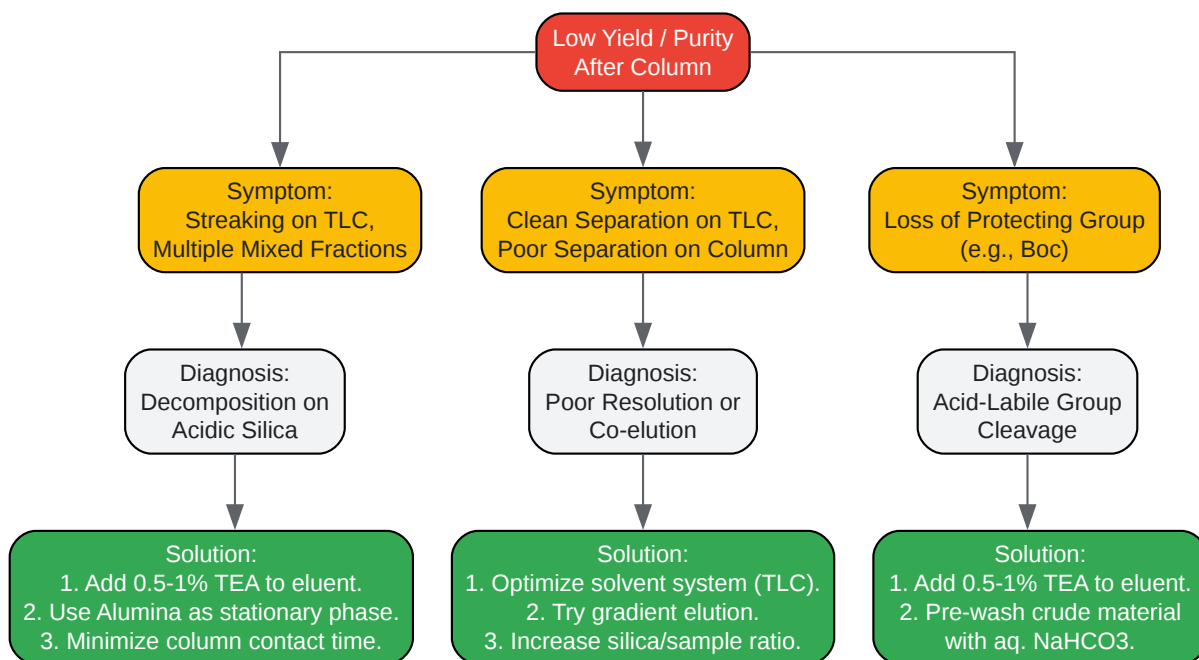 Low Yield / Purity
After Column
Symptom:
Streaking on TLC,
Multiple Mixed Fractions
Symptom:
Clean Separation on TLC,
Poor Separation on Column
Symptom:
Loss of Protecting Group
(e.g., Boc)
Diagnosis:
Decomposition on
Acidic Silica
Diagnosis:
Poor Resolution or
Co-elution
Diagnosis:
Acid-Labile Group
Cleavage
Solution:
1. Add 0.5-1% TEA to eluent.
2. Use Alumina as stationary phase.
3. Minimize column contact time.
Solution:
1. Optimize solvent system (TLC).
2. Try gradient elution.
3. Increase silica/sample ratio.
Solution:
1. Add 0.5-1% TEA to eluent.
2. Pre-wash crude material
with aq. NaHCO3.